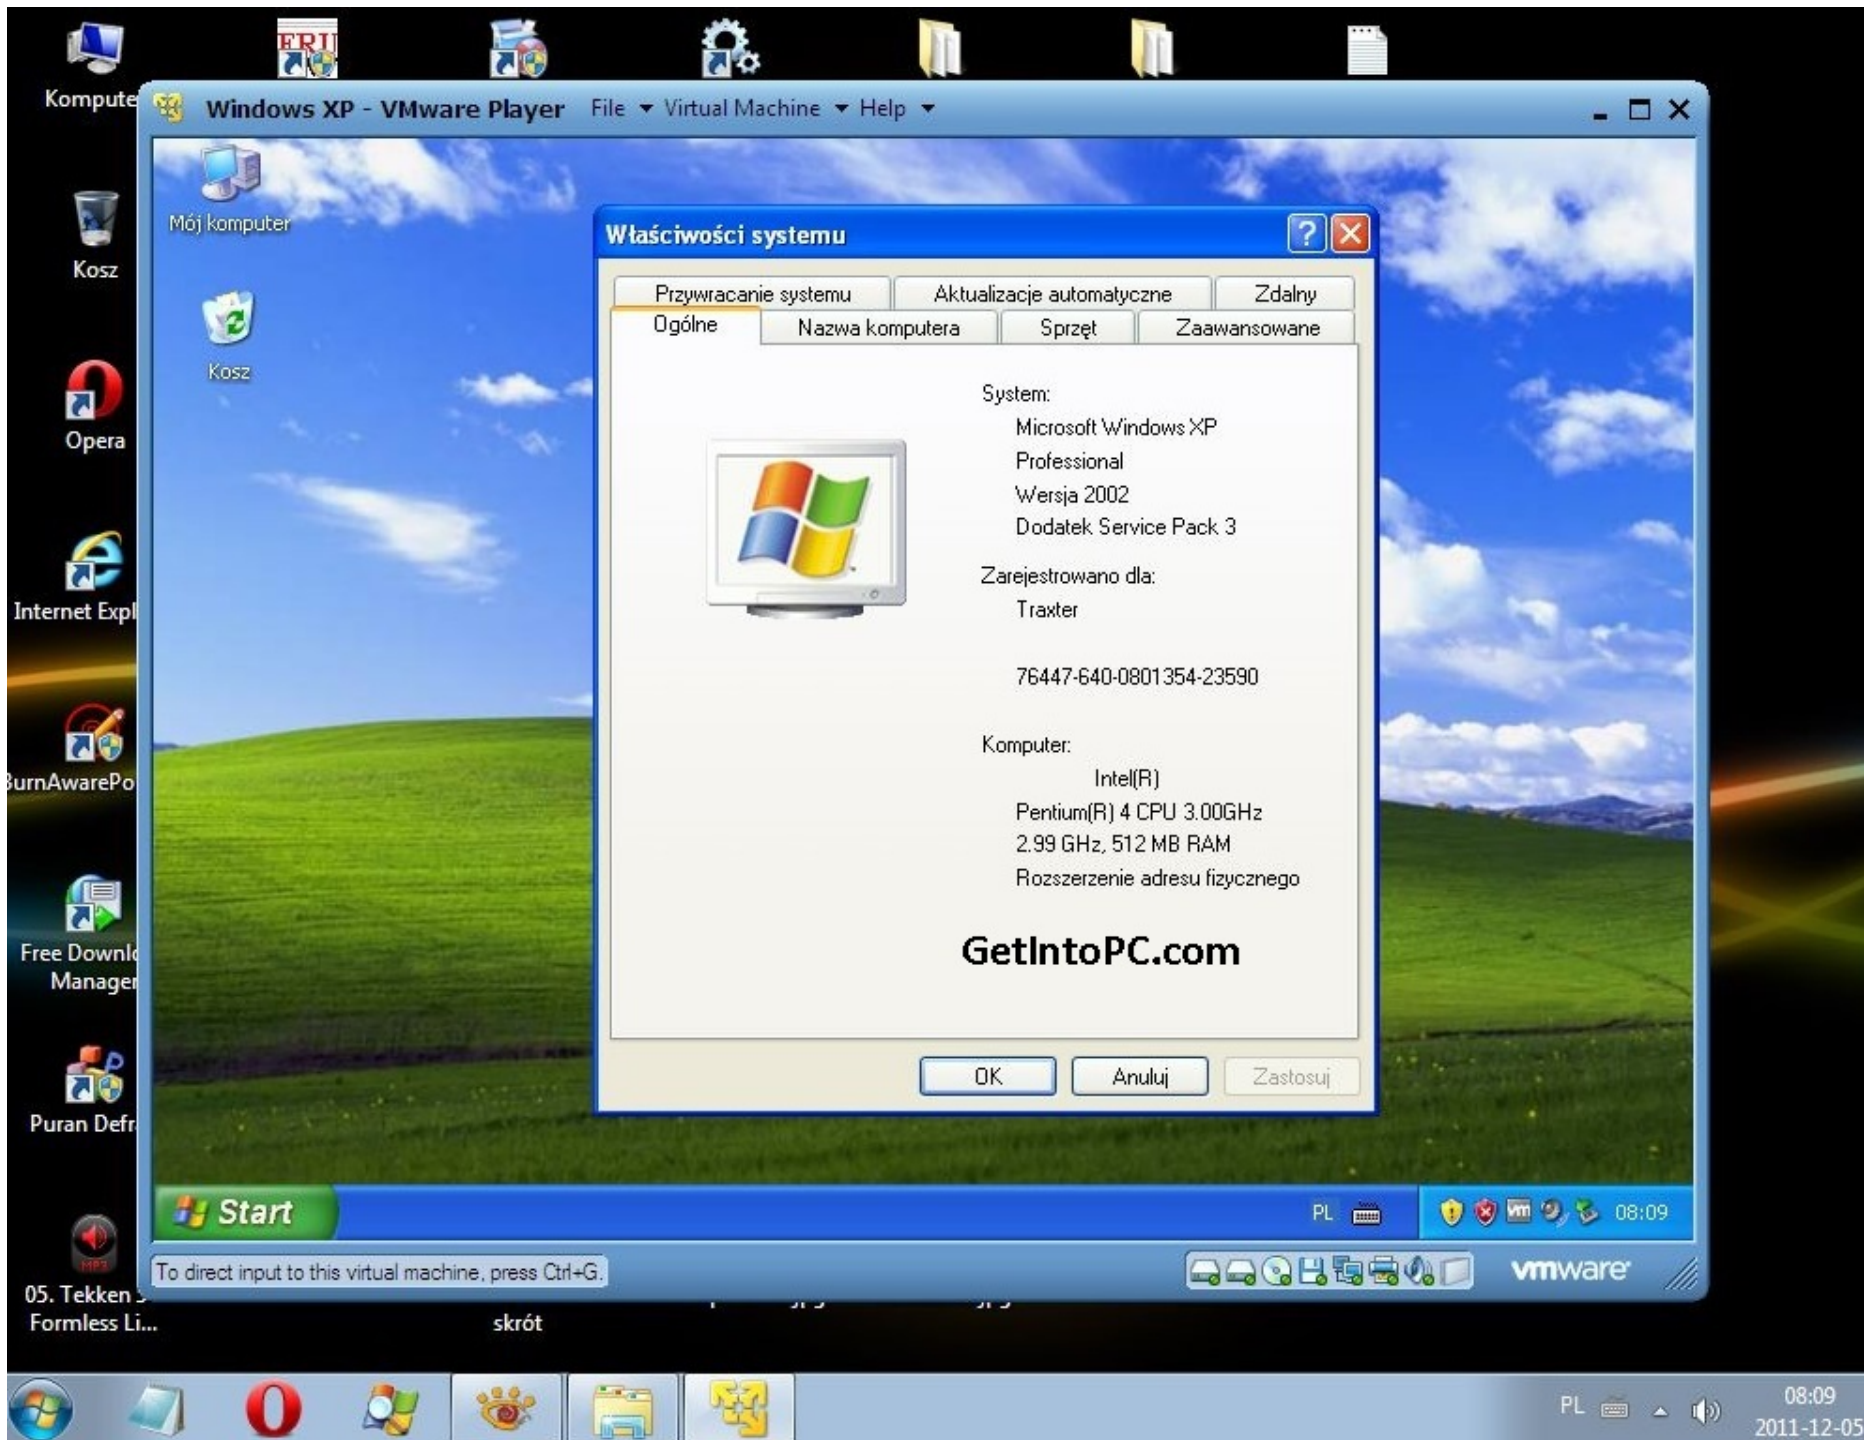 ERU
Kompute
Windows XP - VMware Player File Virtual Machine Help
Mój komputer
Kosz
Kosz
Opera
Internet Expl
BurnAwarePo
Free Downlo
Manager
Puran Defr
05. Tekken
Formless Li...
skrót
Właściwości systemu
Przywracanie systemu Aktualizacje automatyczne Zdalny
Ogólne Nazwa komputera Sprzęt Zaawansowane
System:
Microsoft Windows XP
Professional
Wersja 2002
Dodatek Service Pack 3
Zarejestrowano dla:
Traxter
76447-640-0801354-23590
Komputer:
Intel(R)
Pentium(R) 4 CPU 3.00GHz
2.99 GHz, 512 MB RAM
Rozszerzenie adresu fizycznego
GetIntoPC.com
OK Anuluj Zastosuj
Start PL vm 08:09
To direct input to this virtual machine, press Ctrl+G. vmware
MP3
PL 08:09
2011-12-05